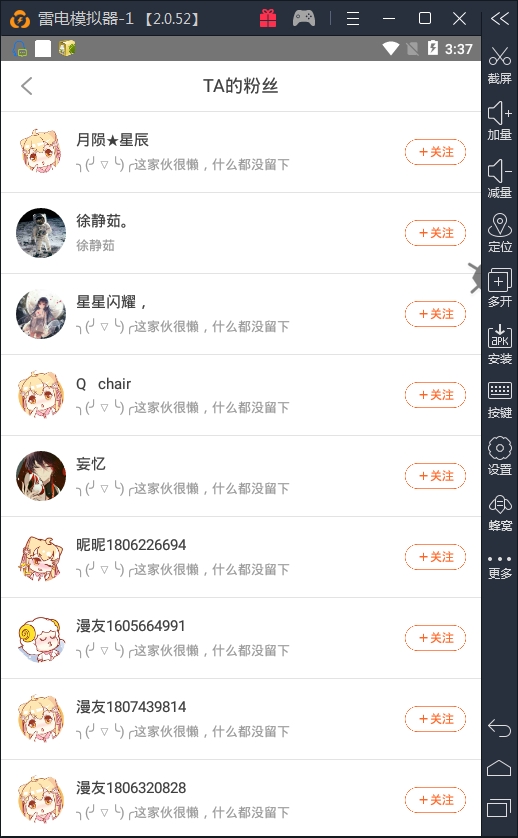 雷电模拟器-1 【2.0.52】
3:37
TA的粉丝
月陨★星辰
╮(╯▽╰)╭这家伙很懒，什么都没留下
+关注
徐静茹。
徐静茹
+关注
星星闪耀，
╮(╯▽╰)╭这家伙很懒，什么都没留下
+关注
Q chair
╮(╯▽╰)╭这家伙很懒，什么都没留下
+关注
妄忆
╮(╯▽╰)╭这家伙很懒，什么都没留下
+关注
昵昵1806226694
╮(╯▽╰)╭这家伙很懒，什么都没留下
+关注
漫友1605664991
╮(╯▽╰)╭这家伙很懒，什么都没留下
+关注
漫友1807439814
╮(╯▽╰)╭这家伙很懒，什么都没留下
+关注
漫友1806320828
╮(╯▽╰)╭这家伙很懒，什么都没留下
+关注
截屏
加量
减量
定位
多开
APK
安装
按键
设置
蜂窝
更多